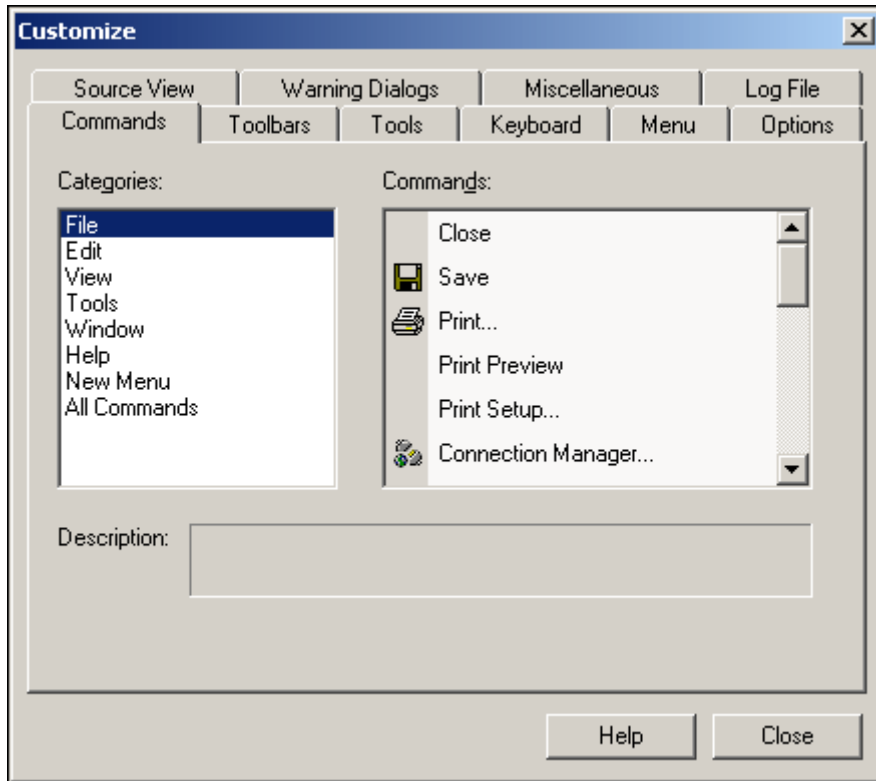 Customize
Source View Warning Dialogs Miscellaneous Log File
Commands Toolbars Tools Keyboard Menu Options
Categories: Commands:
File
Edit
View
Tools
Window
Help
New Menu
All Commands
Close
Save
Print...
Print Preview
Print Setup...
Connection Manager...
Description:
Help Close